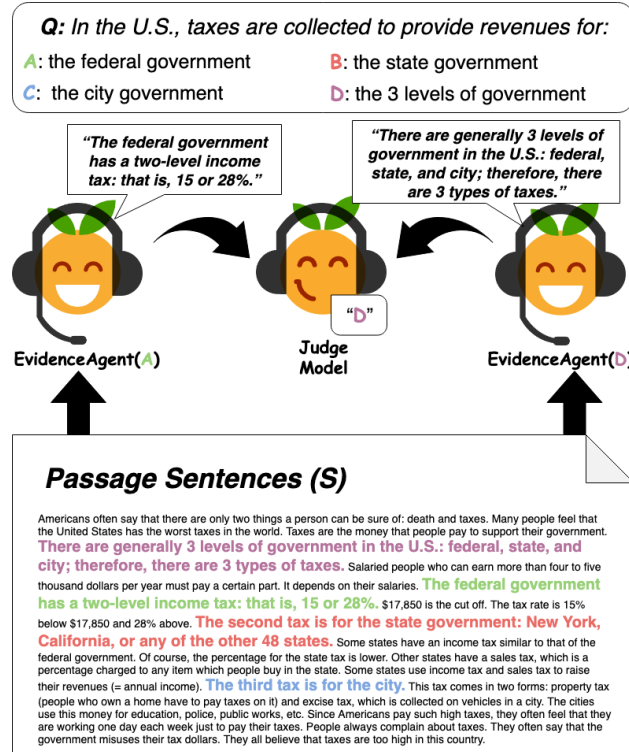 Q: In the U.S., taxes are collected to provide revenues for:
A: the federal government
B: the state government
C: the city government
D: the 3 levels of government
“The federal government
has a two-level income
tax: that is, 15 or 28%.”
“There are generally 3 levels of
government in the U.S.: federal,
state, and city; therefore, there
are 3 types of taxes.”
“D”
EvidenceAgent(A)
Judge
Model
EvidenceAgent(D)
Passage Sentences (S)
Americans often say that there are only two things a person can be sure of: death and taxes. Many people feel that
the United States has the worst taxes in the world. Taxes are the money that people pay to support their government.
There are generally 3 levels of government in the U.S.: federal, state, and
city; therefore, there are 3 types of taxes. Salaried people who can earn more than four to five
thousand dollars per year must pay a certain part. It depends on their salaries. The federal government
has a two-level income tax: that is, 15 or 28%. $17,850 is the cut off. The tax rate is 15%
below $17,850 and 28% above. The second tax is for the state government: New York,
California, or any of the other 48 states. Some states have an income tax similar to that of the
federal government. Of course, the percentage for the state tax is lower. Other states have a sales tax, which is a
percentage charged to any item which people buy in the state. Some states use income tax and sales tax to raise
their revenues (= annual income). The third tax is for the city. This tax comes in two forms: property tax
(people who own a home have to pay taxes on it) and excise tax, which is collected on vehicles in a city. The cities
use this money for education, police, public works, etc. Since Americans pay such high taxes, they often feel that they
are working one day each week just to pay their taxes. People always complain about taxes. They often say that the
government misuses their tax dollars. They all believe that taxes are too high in this country.